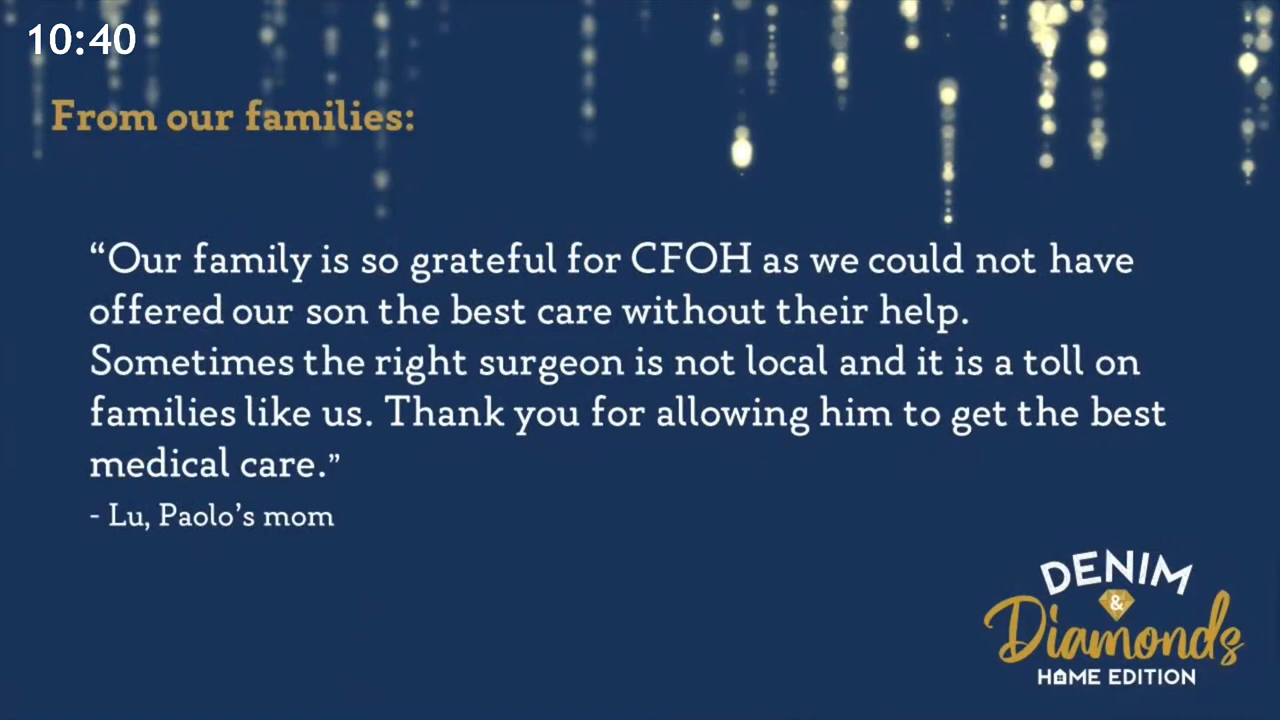 10:40
From our families:
“Our family is so grateful for CFOH as we could not have
offered our son the best care without their help.
Sometimes the right surgeon is not local and it is a toll on
families like us. Thank you for allowing him to get the best
medical care.”
- Lu, Paolo’s mom
DENIM
&
Diamonds
HOME EDITION